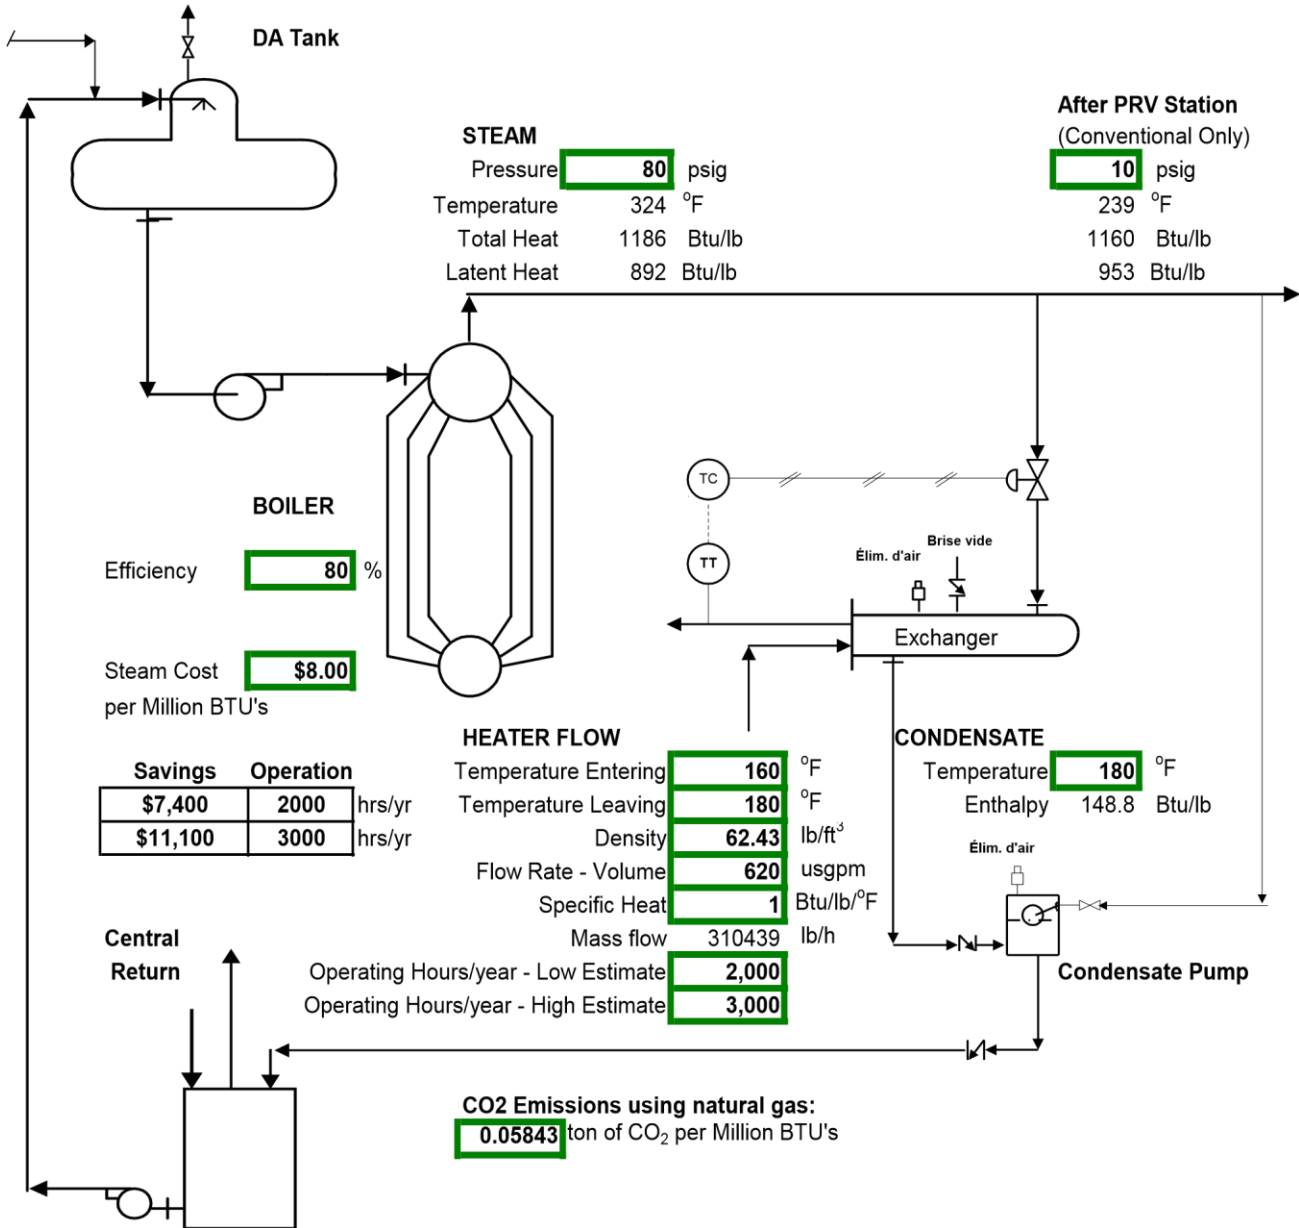 DA Tank
After PRV Station
(Conventional Only)
STEAM
Pressure 80 psig
10 psig
Temperature 324 °F
239 °F
Total Heat 1186 Btu/lb
1160 Btu/lb
Latent Heat 892 Btu/lb
953 Btu/lb
TC
BOILER
Brise vide
Élim. d'air
TT
Efficiency 80 %
Exchanger
Steam Cost $8.00
per Million BTU's
HEATER FLOW
CONDENSATE
Savings Operation
$7,400 2000 hrs/yr
$11,100 3000 hrs/yr
Temperature Entering 160 °F
Temperature Leaving 180 °F
Density 62.43 lb/ft³
Flow Rate - Volume 620 usgpm
Specific Heat 1 Btu/lb/°F
Mass flow 310439 lb/h
Operating Hours/year - Low Estimate 2,000
Operating Hours/year - High Estimate 3,000
Temperature 180 °F
Enthalpy 148.8 Btu/lb
Élim. d'air
Condensate Pump
Central
Return
CO2 Emissions using natural gas:
0.05843 ton of CO₂ per Million BTU's